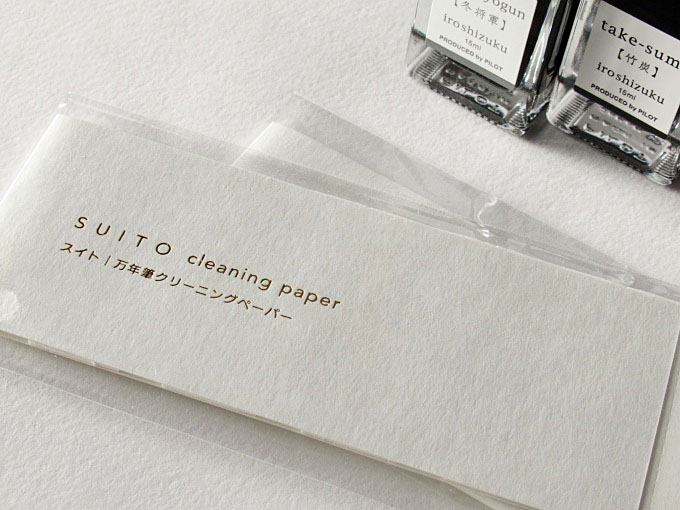 SUITO cleaning paper
スイト｜万年筆クリーニングペーパー
【冬将軍】
iroshizuku
15ml
PRODUCED by PILOT
take-sum
【竹炭】
iroshizuku
15ml
PRODUCED by PILOT